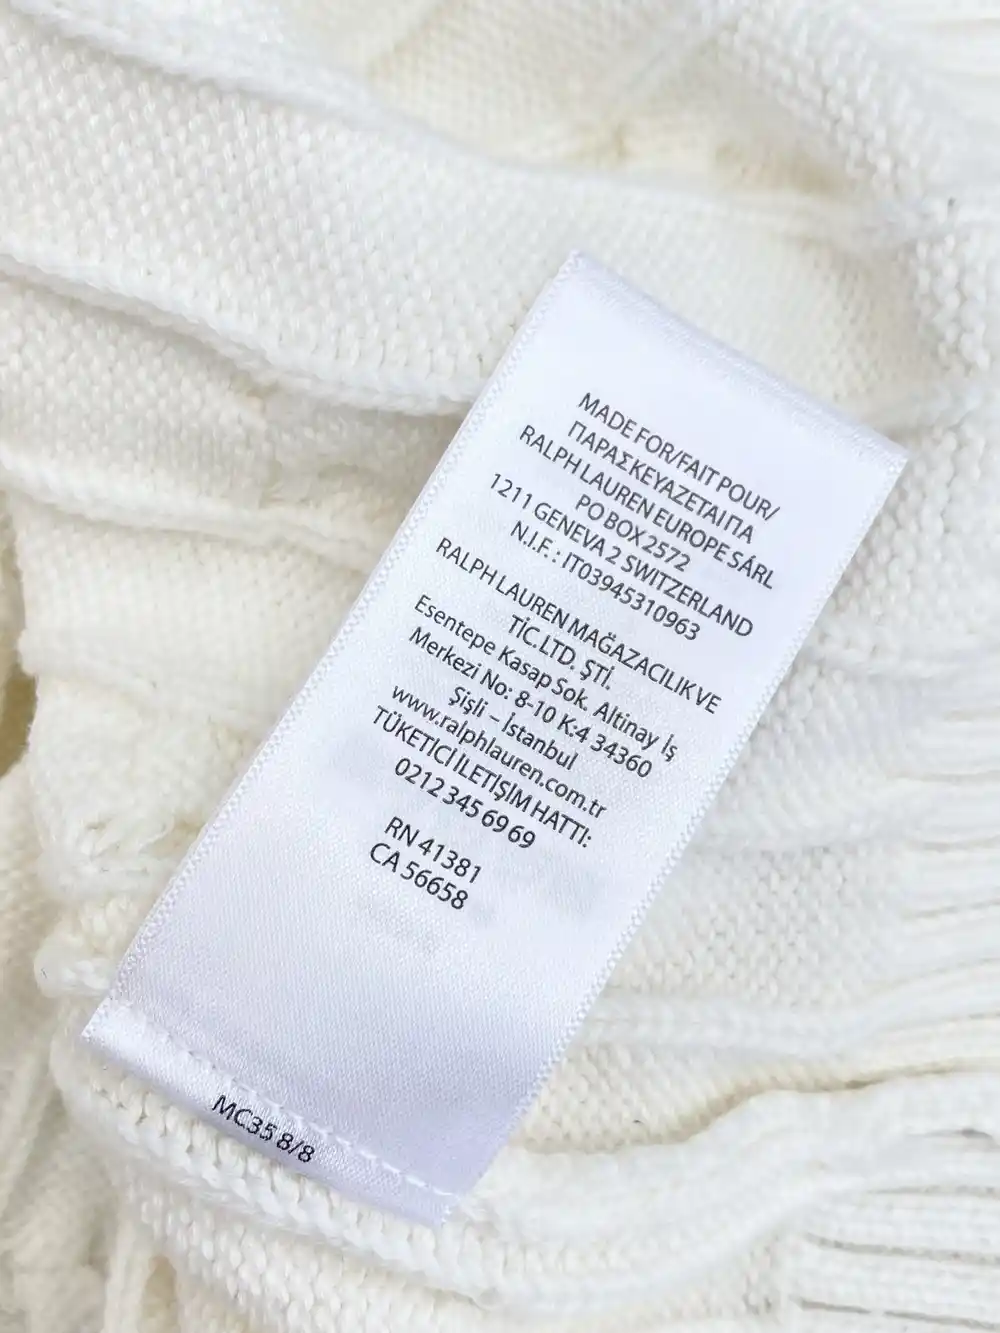 MADE FOR/FAIT POUR/
ΠΑΡΑΣΚΕΥΑΖΕΤΑΙ ΓΙΑ
RALPH LAUREN EUROPE SÁRL
PO BOX 2572
1211 GENEVA 2 SWITZERLAND
N.I.F. : IT03945310963
RALPH LAUREN MAĞAZACILIK VE
TİC. LTD. ŞTİ.
Esentepe Kasap Sok. Altinay İş
Merkezi No: 8-10 K:4 34360
Şişli – İstanbul
www.ralphlauren.com.tr
TÜKETİCİ İLETİŞİM HATTI:
0212 345 69 69
RN 41381
CA 56658
MC35 8/8